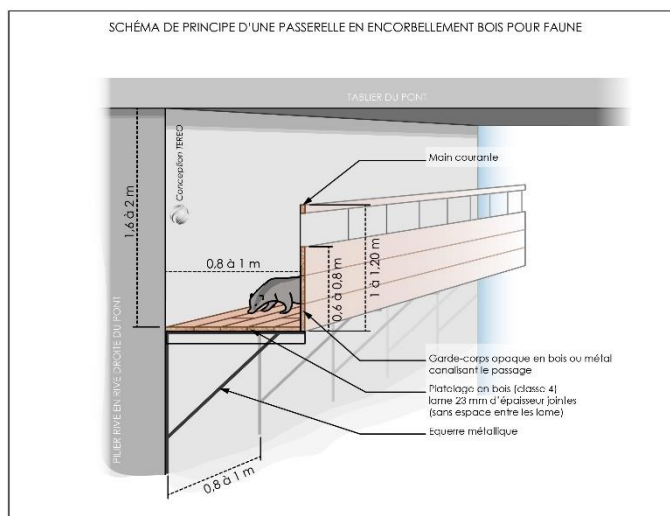 SCHÉMA DE PRINCIPE D'UNE PASSERELLE EN ENCORBELLEMENT BOIS POUR FAUNE
TABLIER DU PONT
Conception TEREO
Main courante
1,6 à 2 m
0,8 à 1 m
0,6 à 0,8 m
1 à 1,20 m
PILIER RIVE EN RIVE DROITE DU PONT
Garde-corps opaque en bois ou métal
canalisant le passage
Platelage en bois (classe 4)
lame 23 mm d'épaisseur jointes
(sans espace entre les lame)
Equerre métallique
0,8 à 1 m